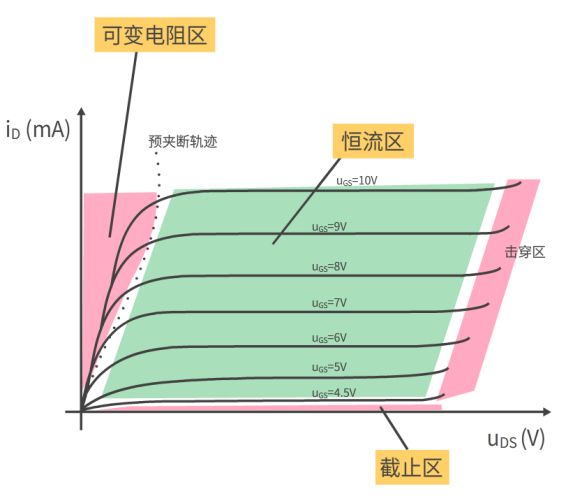 可变电阻区
iD (mA)
预夹断轨迹
恒流区
uGS=10V
uGS=9V
击穿区
uGS=8V
uGS=7V
uGS=6V
uGS=5V
uGS=4.5V
uDS (V)
截止区